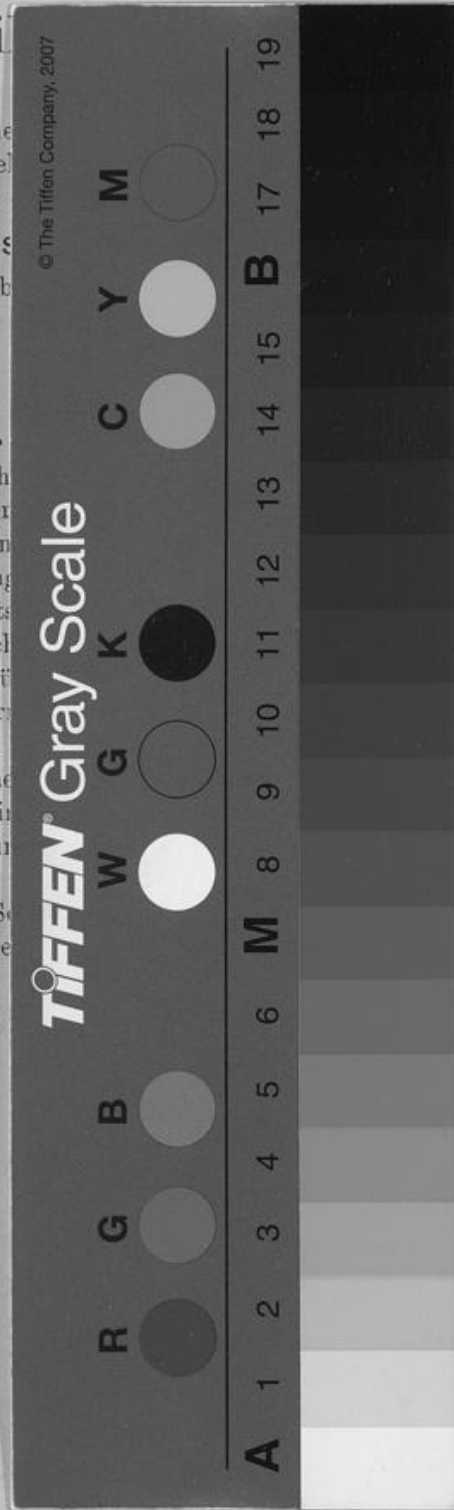 © The Tiffen Company, 2007
TIFFEN® Gray Scale
R G B W G K C Y M
A 1 2 3 4 5 6 M 8 9 10 11 12 13 14 15 B 17 18 19